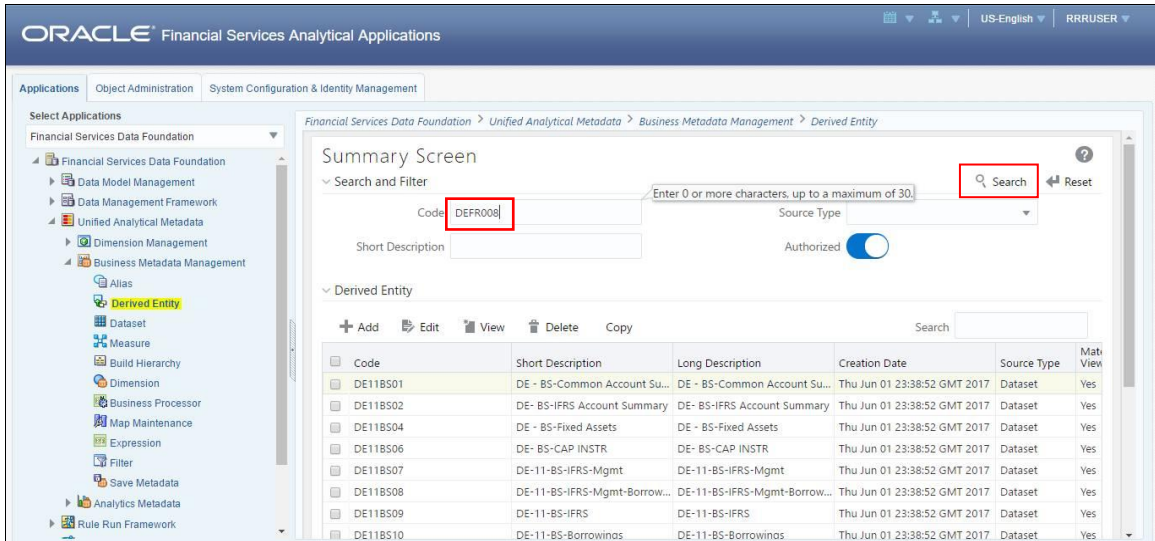 US-English
RRRUSER
ORACLE® Financial Services Analytical Applications
Applications
Object Administration
System Configuration & Identity Management
Select Applications
Financial Services Data Foundation
Financial Services Data Foundation
Data Model Management
Data Management Framework
Unified Analytical Metadata
Dimension Management
Business Metadata Management
Alias
Derived Entity
Dataset
Measure
Build Hierarchy
Dimension
Business Processor
Map Maintenance
Expression
Filter
Save Metadata
Analytics Metadata
Rule Run Framework
Financial Services Data Foundation > Unified Analytical Metadata > Business Metadata Management > Derived Entity
Summary Screen
Search and Filter
Search
Reset
Enter 0 or more characters, up to a maximum of 30.
Code DEFR008
Source Type
Short Description
Authorized
Derived Entity
Add Edit View Delete Copy
Search
Code Short Description Long Description Creation Date Source Type View
DE11BS01 DE - BS-Common Account Su... DE - BS-Common Account Su... Thu Jun 01 23:38:52 GMT 2017 Dataset Yes
DE11BS02 DE- BS-IFRS Account Summary DE- BS-IFRS Account Summary Thu Jun 01 23:38:52 GMT 2017 Dataset Yes
DE11BS04 DE - BS-Fixed Assets DE - BS-Fixed Assets Thu Jun 01 23:38:52 GMT 2017 Dataset Yes
DE11BS06 DE- BS-CAP INSTR DE- BS-CAP INSTR Thu Jun 01 23:38:52 GMT 2017 Dataset Yes
DE11BS07 DE-11-BS-IFRS-Mgmt DE-11-BS-IFRS-Mgmt Thu Jun 01 23:38:52 GMT 2017 Dataset Yes
DE11BS08 DE-11-BS-IFRS-Mgmt-Borrow... DE-11-BS-IFRS-Mgmt-Borrow... Thu Jun 01 23:38:52 GMT 2017 Dataset Yes
DE11BS09 DE-11-BS-IFRS DE-11-BS-IFRS Thu Jun 01 23:38:52 GMT 2017 Dataset Yes
DE11BS10 DE-11-BS-Borrowings DE-11-BS-Borrowings Thu Jun 01 23:38:52 GMT 2017 Dataset Yes